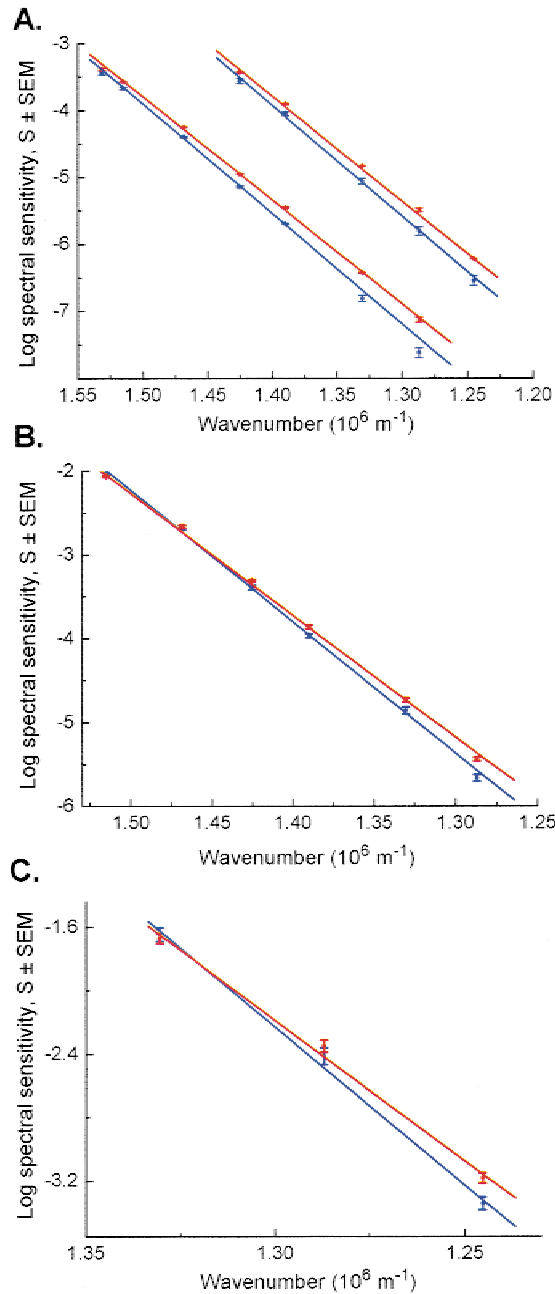 A.
Log spectral sensitivity, S ± SEM
-3
-4
-5
-6
-7
1.55 1.50 1.45 1.40 1.35 1.30 1.25 1.20
Wavenumber (10⁶ m⁻¹)
B.
Log spectral sensitivity, S ± SEM
-2
-3
-4
-5
-6
1.50 1.45 1.40 1.35 1.30 1.25
Wavenumber (10⁶ m⁻¹)
C.
Log spectral sensitivity, S ± SEM
-1.6
-2.4
-3.2
1.35 1.30 1.25
Wavenumber (10⁶ m⁻¹)